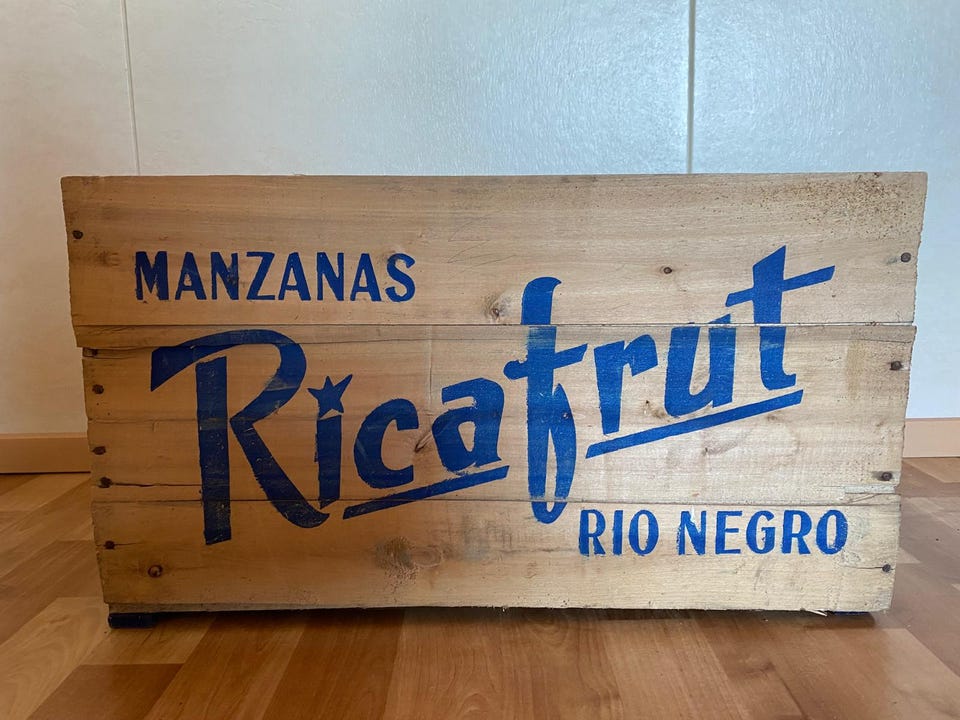 MANZANAS
Ricafrut
RIO NEGRO